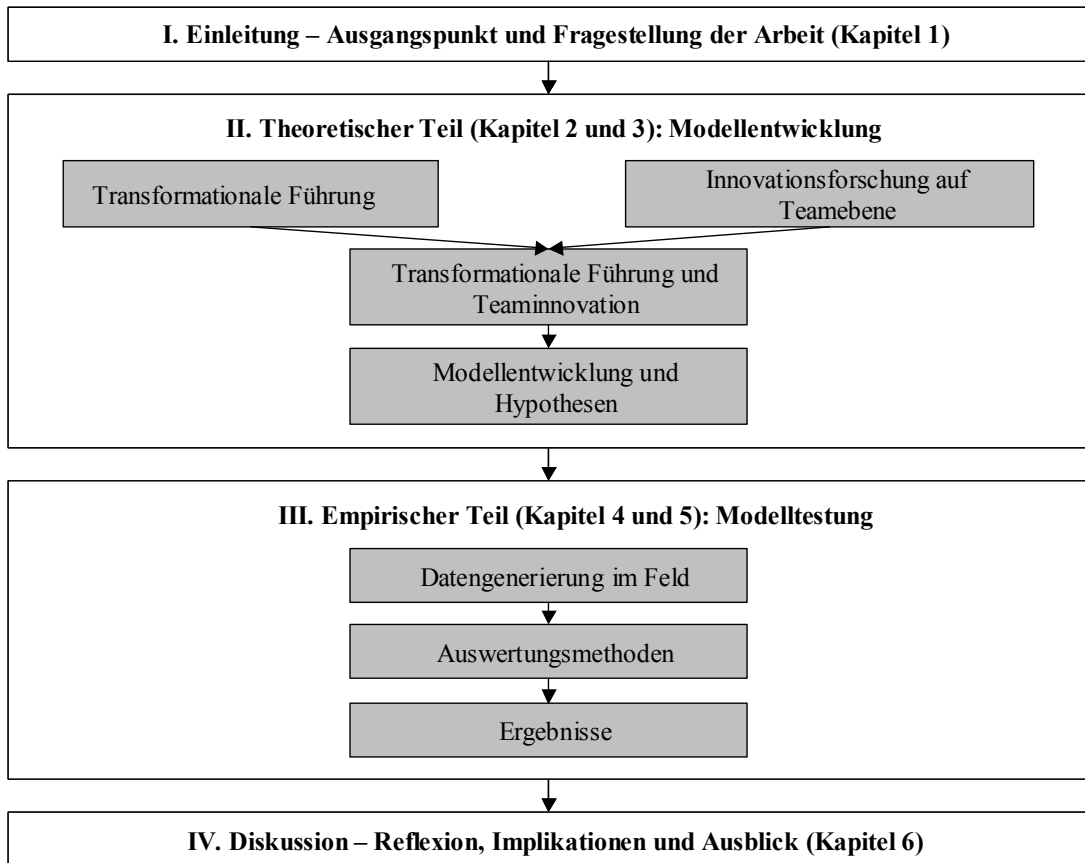 I. Einleitung – Ausgangspunkt und Fragestellung der Arbeit (Kapitel 1)
II. Theoretischer Teil (Kapitel 2 und 3): Modellentwicklung
Transformationale Führung
Innovationsforschung auf
Teamebene
Transformationale Führung und
Teaminnovation
Modellentwicklung und
Hypothesen
III. Empirischer Teil (Kapitel 4 und 5): Modelltestung
Datengenerierung im Feld
Auswertungsmethoden
Ergebnisse
IV. Diskussion – Reflexion, Implikationen und Ausblick (Kapitel 6)